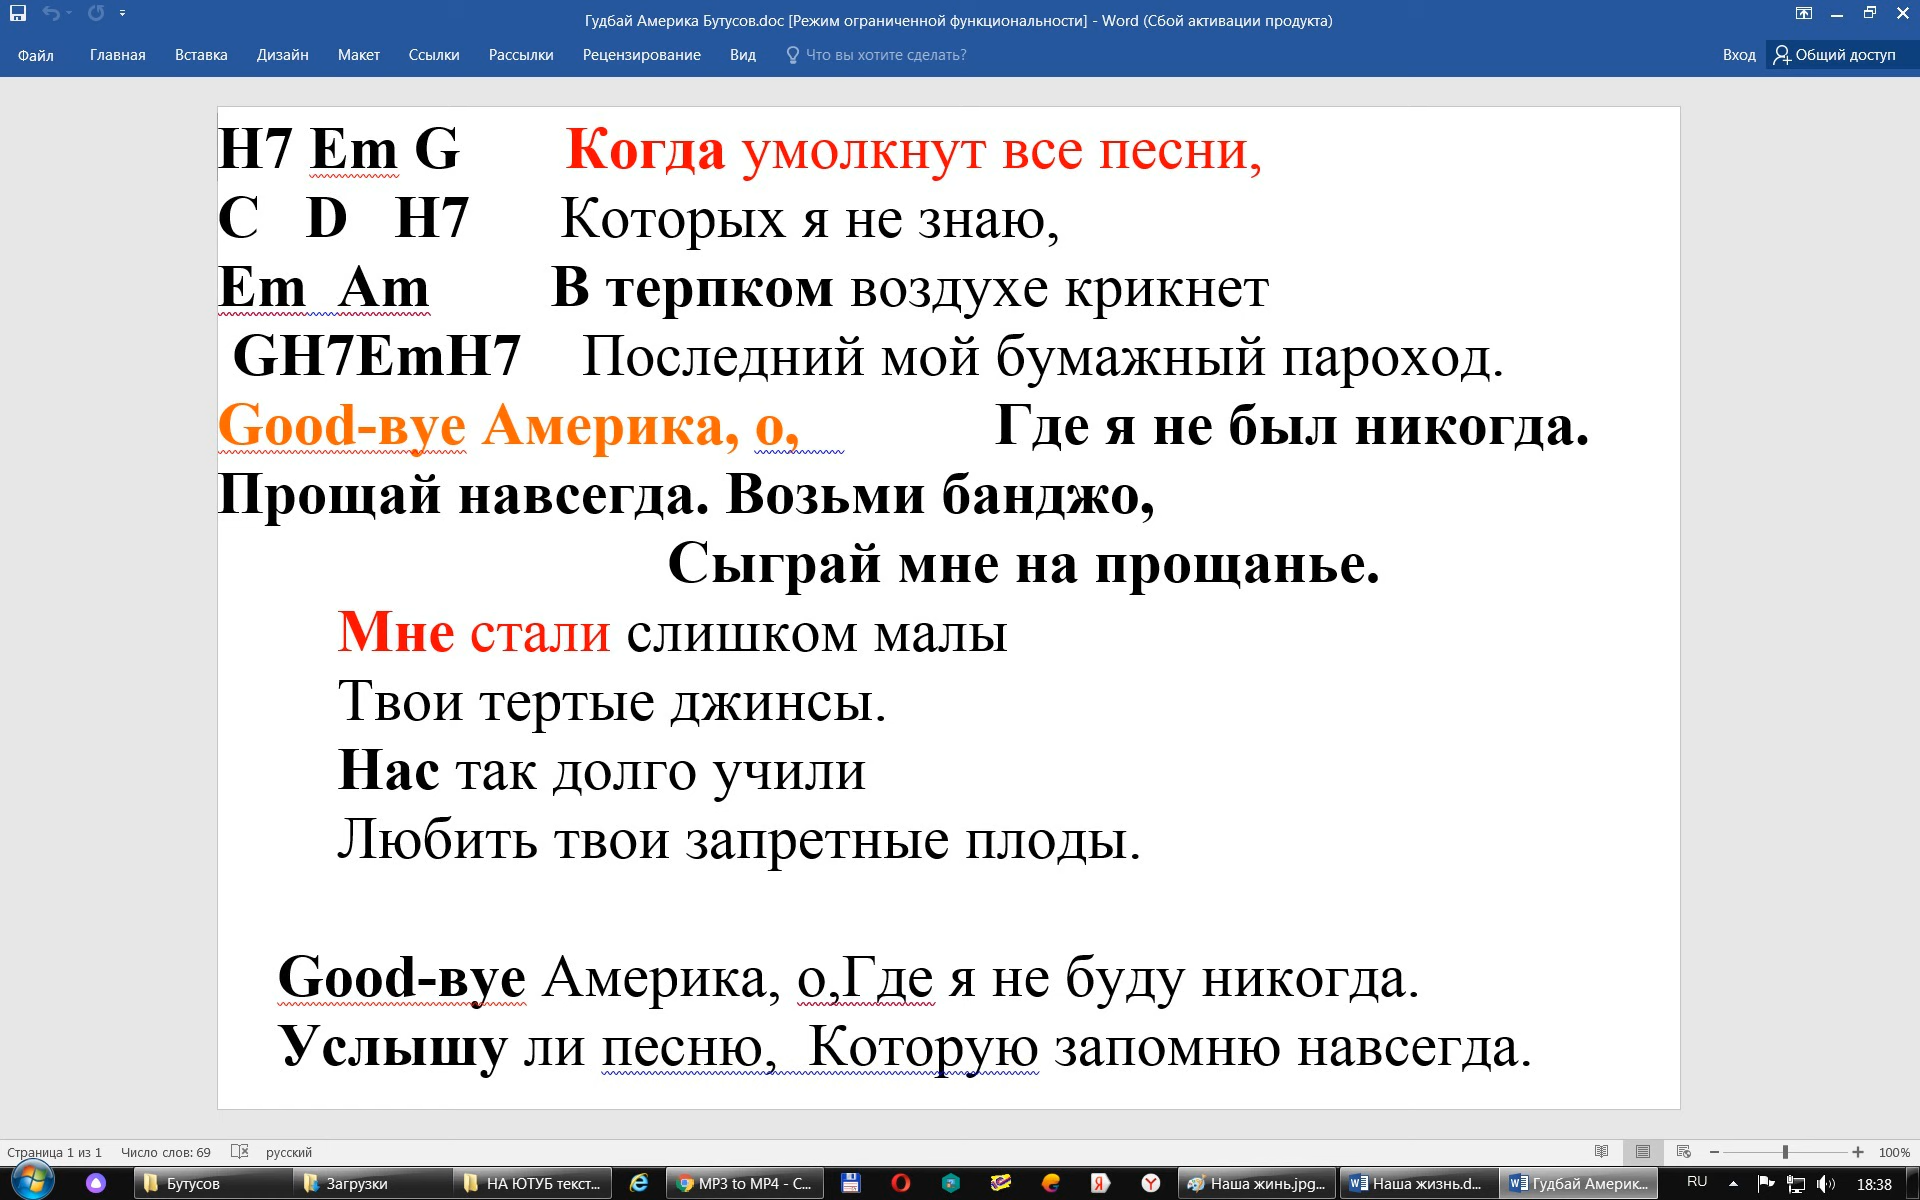 Гудбай Америка Бутусов.doc [Режим ограниченной функциональности] - Word (Сбой активации продукта)
Файл Главная Вставка Дизайн Макет Ссылки Рассылки Рецензирование Вид Что вы хотите сделать? Вход Общий доступ
H7 Em G Когда умолкнут все песни,
C D H7 Которых я не знаю,
Em Am В терпком воздухе крикнет
GH7EmH7 Последний мой бумажный пароход.
Good-вye Америка, о, Где я не был никогда.
Прощай навсегда. Возьми банджо,
Сыграй мне на прощанье.
Мне стали слишком малы
Твои тертые джинсы.
Нас так долго учили
Любить твои запретные плоды.
Good-вye Америка, о,Где я не буду никогда.
Услышу ли песню, Которую запомню навсегда.
Страница 1 из 1 Число слов: 69 русский 100%
Бутусов Загрузки НА ЮТУБ текст... MP3 to MP4 - C... Наша жинь.jpg... Наша жизнь.d... Гудбай Америк... RU 18:38